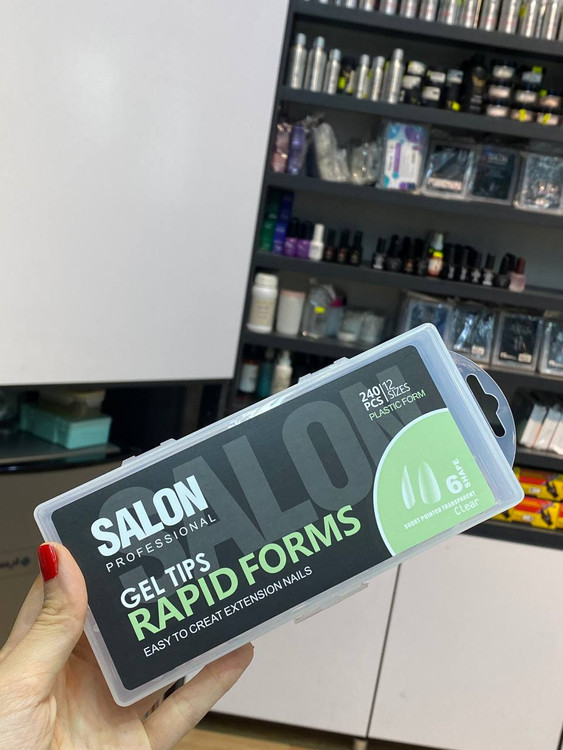 SALON
SALON
PROFESSIONAL
GEL TIPS
RAPID FORMS
EASY TO CREAT EXTENSION NAILS
240 PCS | 12 SIZES
PLASTIC FORM
6 SHAPE
SHORT POINTED TRANSPARENT
Clear